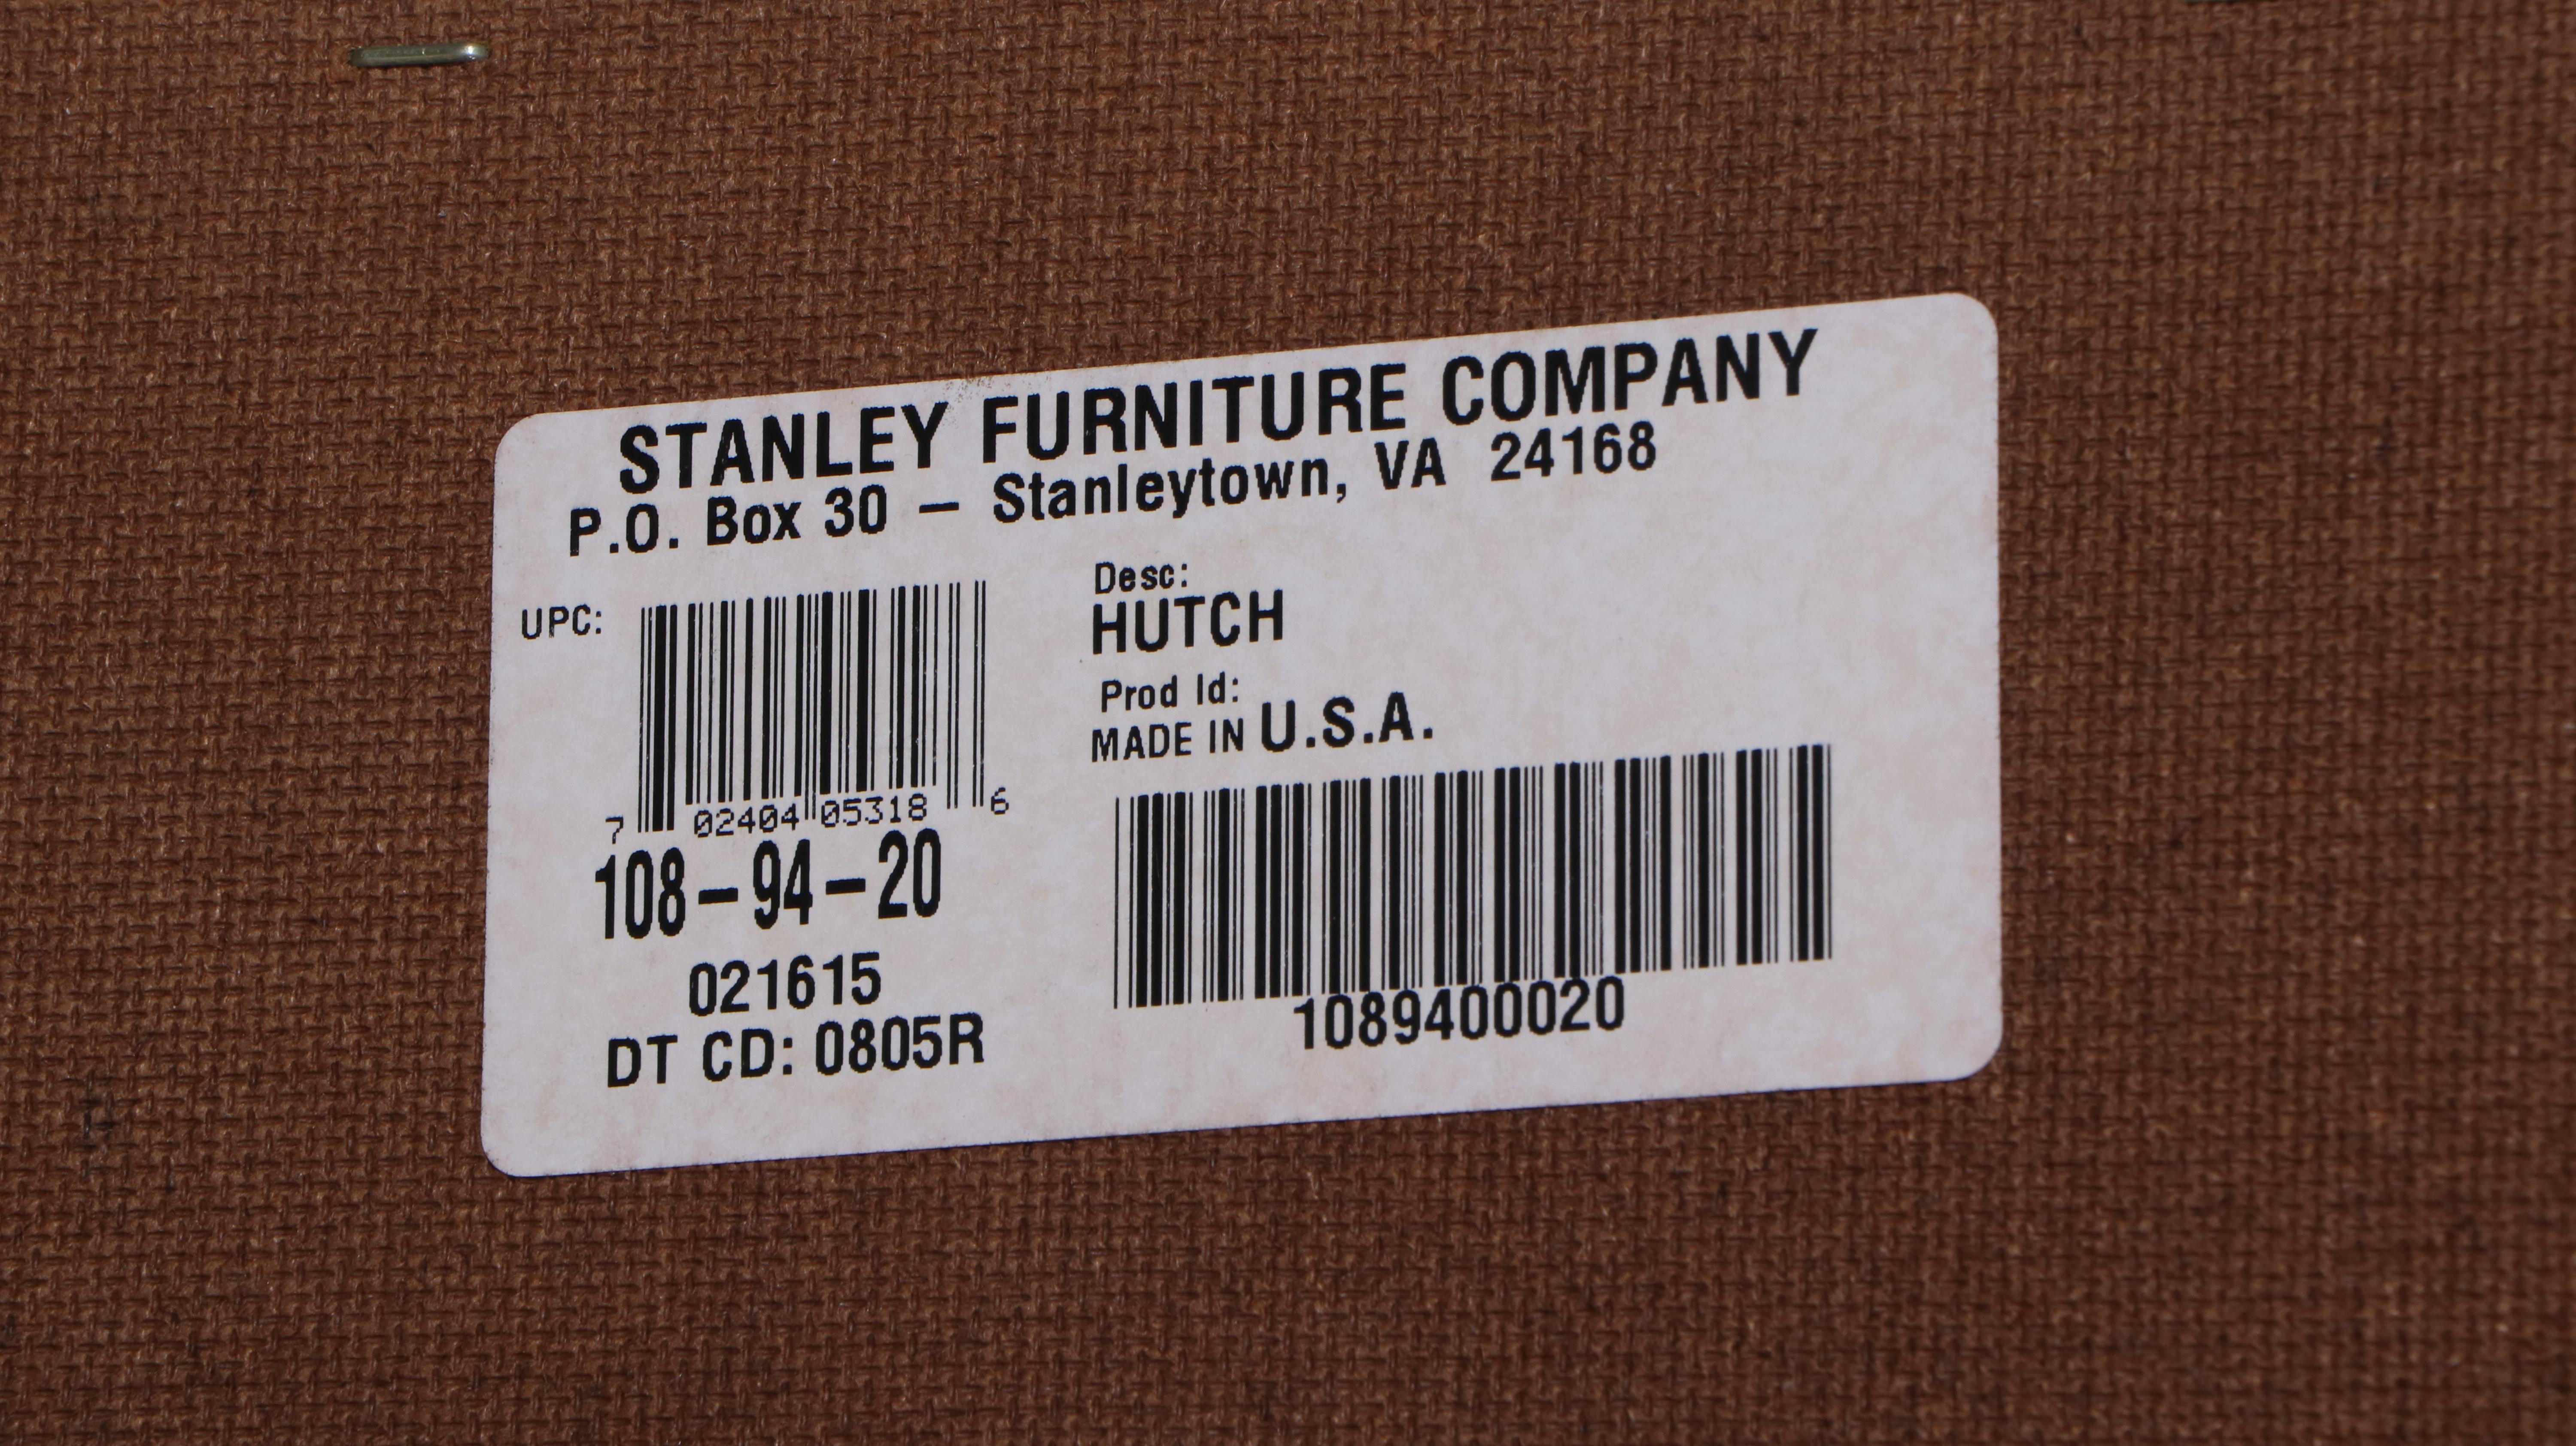 STANLEY FURNITURE COMPANY
P.O. Box 30 – Stanleytown, VA 24168
UPC:
7 02404 05318 6
108-94-20
021615
DT CD: 0805R
Desc:
HUTCH
Prod Id:
MADE IN U.S.A.
1089400020